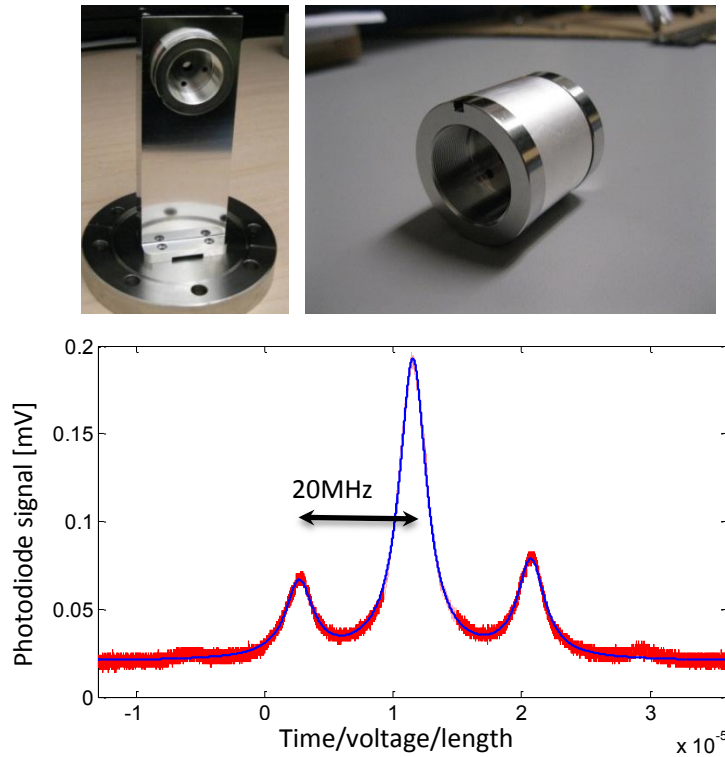 0.2
0.15
0.1
0.05
0
Photodiode signal [mV]
20MHz
-1 0 1 2 3
x 10-5
Time/voltage/length